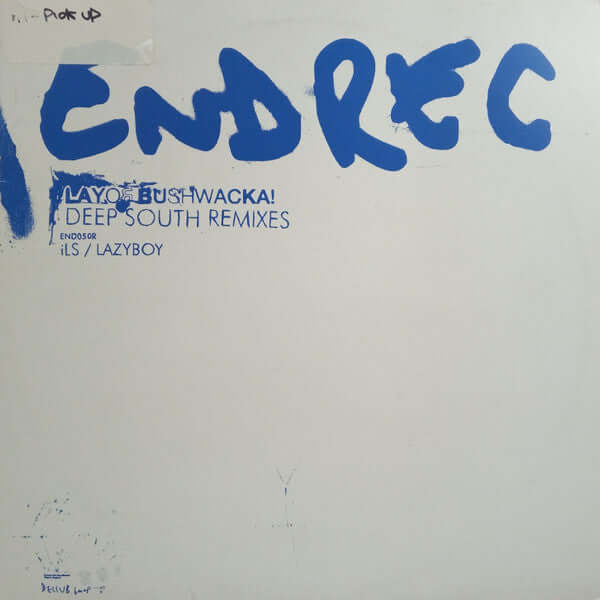 Pick up
ENDREC
LAYO& BUSHWACKA!
DEEP SOUTH REMIXES
END050R
iLS / LAZYBOY